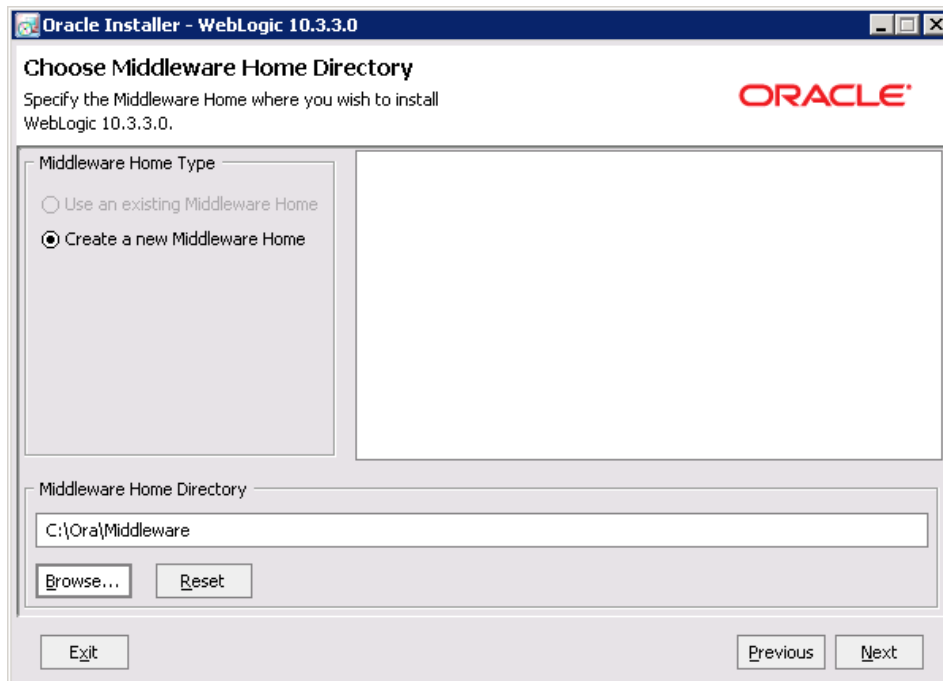 Oracle Installer - WebLogic 10.3.3.0
Choose Middleware Home Directory
Specify the Middleware Home where you wish to install
WebLogic 10.3.3.0.
ORACLE
Middleware Home Type
Use an existing Middleware Home
Create a new Middleware Home
Middleware Home Directory
C:\Ora\Middleware
Browse... Reset
Exit Previous Next